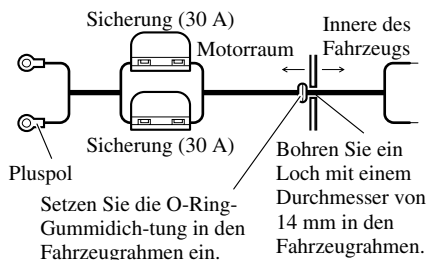 Sicherung (30 A)
Motorraum
Innere des
Fahrzeugs
Sicherung (30 A)
Pluspol
Setzen Sie die O-Ring-
Gummidich-tung in den
Fahrzeugrahmen ein.
Bohren Sie ein
Loch mit einem
Durchmesser von
14 mm in den
Fahrzeugrahmen.